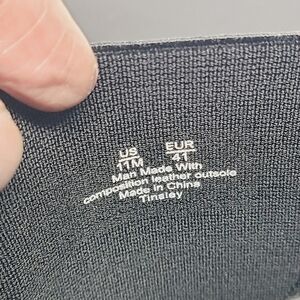 US EUR
11M 41
Man Made With
composition leather outsole
Made in China
Tinsley